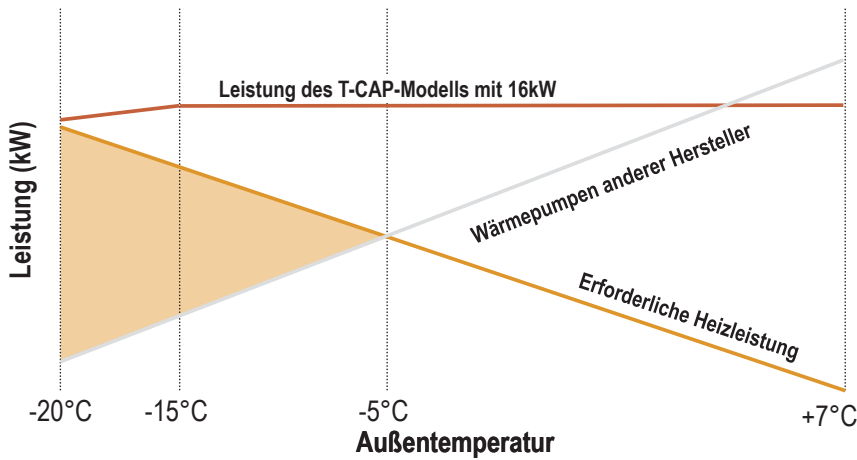 Leistung des T-CAP-Modells mit 16kW
Wärmepumpen anderer Hersteller
Erforderliche Heizleistung
Leistung (kW)
-20°C -15°C -5°C +7°C
Außentemperatur